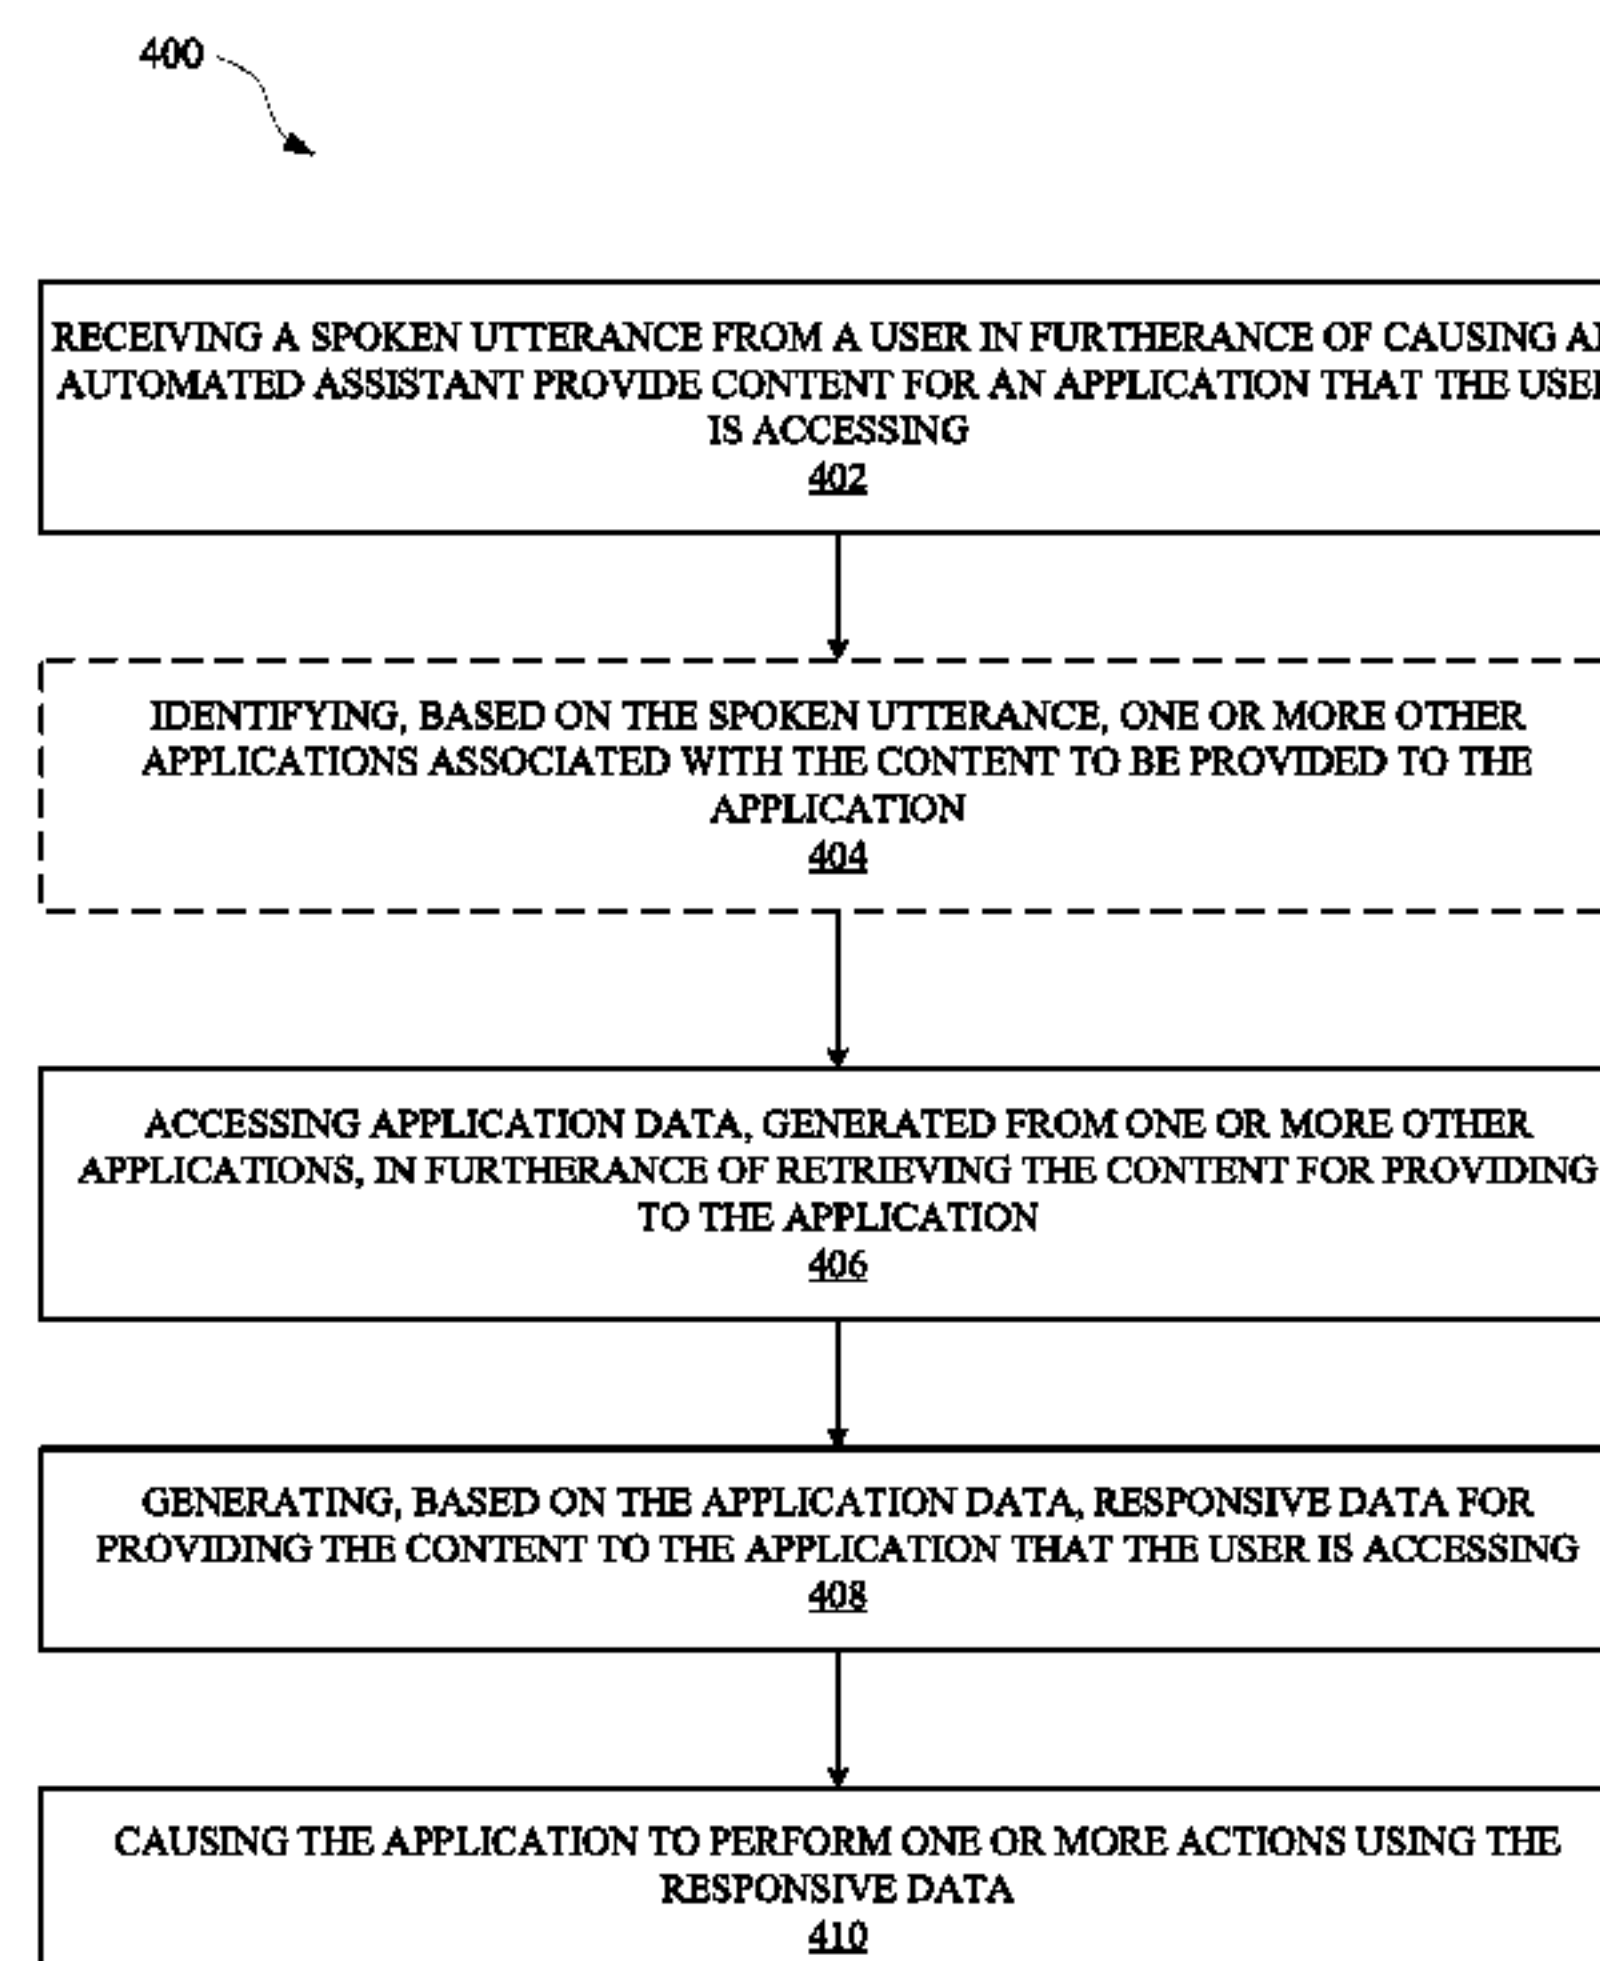 400
RECEIVING A SPOKEN UTTERANCE FROM A USER IN FURTHERANCE OF CAUSING
AUTOMATED ASSISTANT PROVIDE CONTENT FOR AN APPLICATION THAT THE USER
IS ACCESSING
402
IDENTIFYING, BASED ON THE SPOKEN UTTERANCE, ONE OR MORE OTHER
APPLICATIONS ASSOCIATED WITH THE CONTENT TO BE PROVIDED TO THE
APPLICATION
404
ACCESSING APPLICATION DATA, GENERATED FROM ONE OR MORE OTHER
APPLICATIONS, IN FURTHERANCE OF RETRIEVING THE CONTENT FOR PROVIDING
TO THE APPLICATION
406
GENERATING, BASED ON THE APPLICATION DATA, RESPONSIVE DATA FOR
PROVIDING THE CONTENT TO THE APPLICATION THAT THE USER IS ACCESSING
408
CAUSING THE APPLICATION TO PERFORM ONE OR MORE ACTIONS USING THE
RESPONSIVE DATA
410